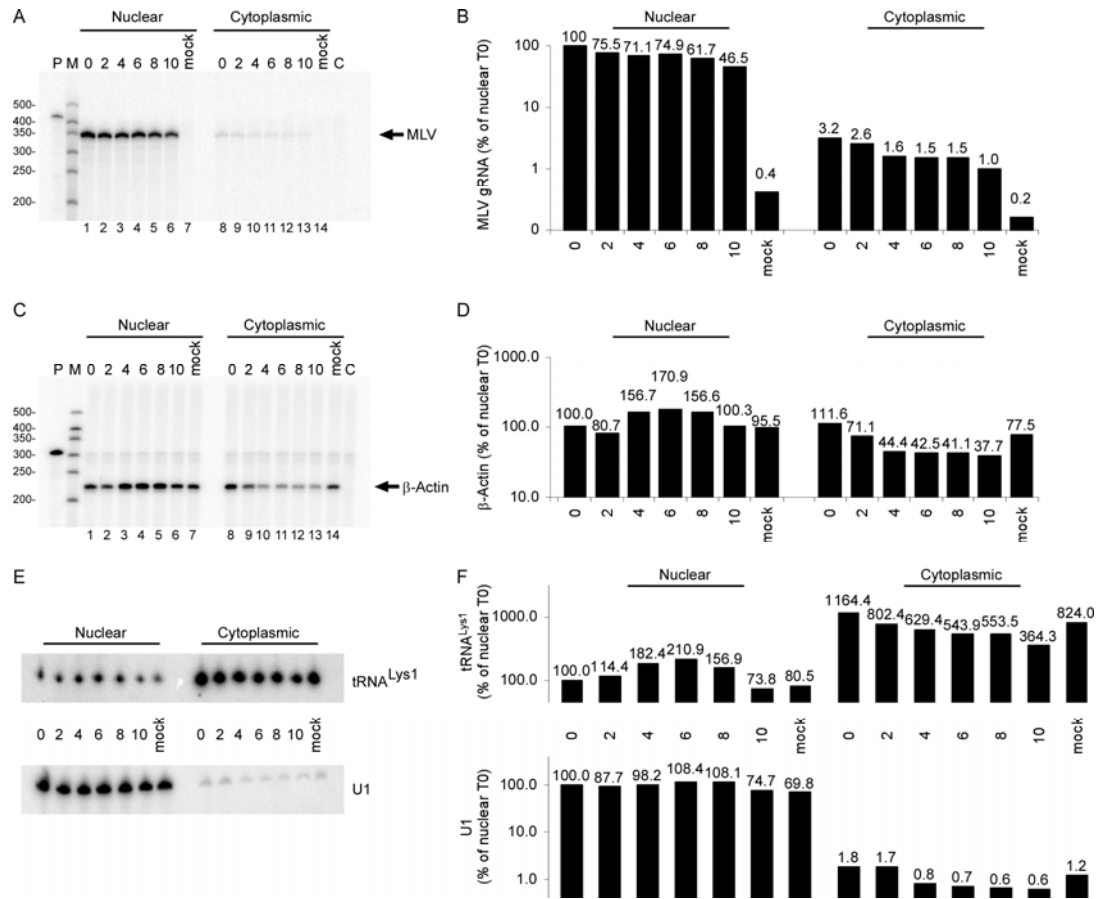 A
Nuclear
Cytoplasmic
P M 0 2 4 6 8 10 mock 0 2 4 6 8 10 mock C
500-
400-
350-
300-
250-
200-
MLV
1 2 3 4 5 6 7 8 9 10 11 12 13 14
B
Nuclear
Cytoplasmic
MLV gRNA (% of nuclear T0)
100
10
1
0
100 75.5 71.1 74.9 61.7 46.5 0.4
3.2 2.6 1.6 1.5 1.5 1.0 0.2
0 2 4 6 8 10 mock 0 2 4 6 8 10 mock
C
Nuclear
Cytoplasmic
P M 0 2 4 6 8 10 mock 0 2 4 6 8 10 mock C
500-
400-
350-
300-
250-
200-
β-Actin
1 2 3 4 5 6 7 8 9 10 11 12 13 14
D
Nuclear
Cytoplasmic
β-Actin (% of nuclear T0)
1000.0
100.0
10.0
100.0 80.7 156.7 170.9 156.6 100.3 95.5
111.6 71.1 44.4 42.5 41.1 37.7 77.5
0 2 4 6 8 10 mock 0 2 4 6 8 10 mock
E
Nuclear
Cytoplasmic
tRNALys1
0 2 4 6 8 10 mock 0 2 4 6 8 10 mock
U1
F
Nuclear
Cytoplasmic
tRNALys1
(% of nuclear T0)
1000.0
100.0
100.0 114.4 182.4 210.9 156.9 73.8 80.5
1164.4 802.4 629.4 543.9 553.5 364.3 824.0
0 2 4 6 8 10 mock 0 2 4 6 8 10 mock
U1
(% of nuclear T0)
100.0
10.0
1.0
100.0 87.7 98.2 108.4 108.1 74.7 69.8
1.8 1.7 0.8 0.7 0.6 0.6 1.2